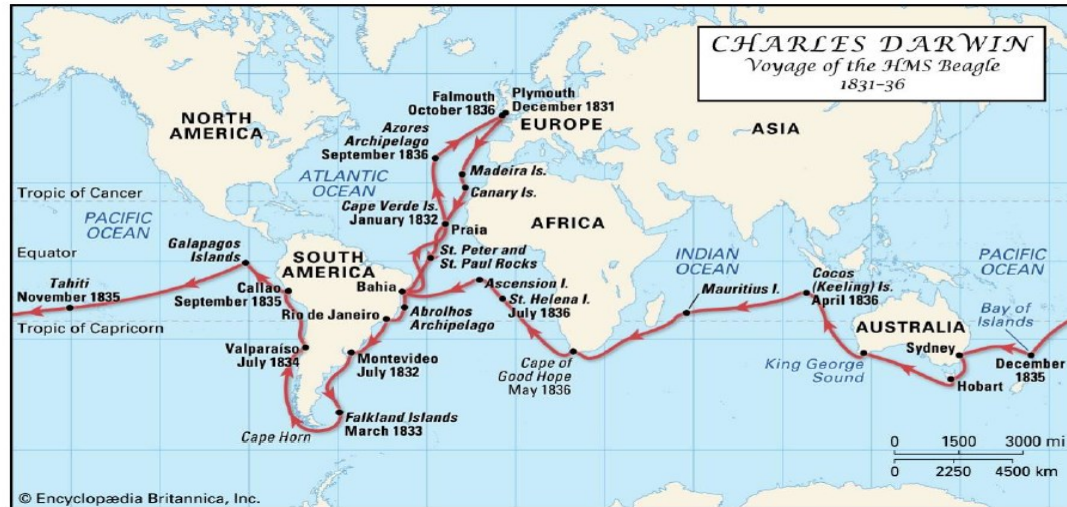 CHARLES DARWIN
Voyage of the HMS Beagle
1831–36
NORTH
AMERICA
Falmouth
October 1836
Plymouth
December 1831
EUROPE
ASIA
Azores
Archipelago
September 1836
ATLANTIC
OCEAN
Madeira Is.
Canary Is.
Tropic of Cancer
Cape Verde Is.
January 1832
Praia
AFRICA
PACIFIC
OCEAN
Equator
Galapagos
Islands
SOUTH
AMERICA
St. Peter and
St. Paul Rocks
INDIAN
OCEAN
PACIFIC
OCEAN
Tahiti
November 1835
Callao
September 1835
Bahia
Ascension I.
St. Helena I.
July 1836
Mauritius I.
Cocos
(Keeling) Is.
April 1836
Rio de Janeiro
Abrolhos
Archipelago
Tropic of Capricorn
AUSTRALIA
Bay of
Islands
Valparaíso
July 1834
Montevideo
July 1832
Cape of
Good Hope
May 1836
King George
Sound
Sydney
December
1835
Hobart
Falkland Islands
March 1833
Cape Horn
0 1500 3000 mi
0 2250 4500 km
© Encyclopædia Britannica, Inc.